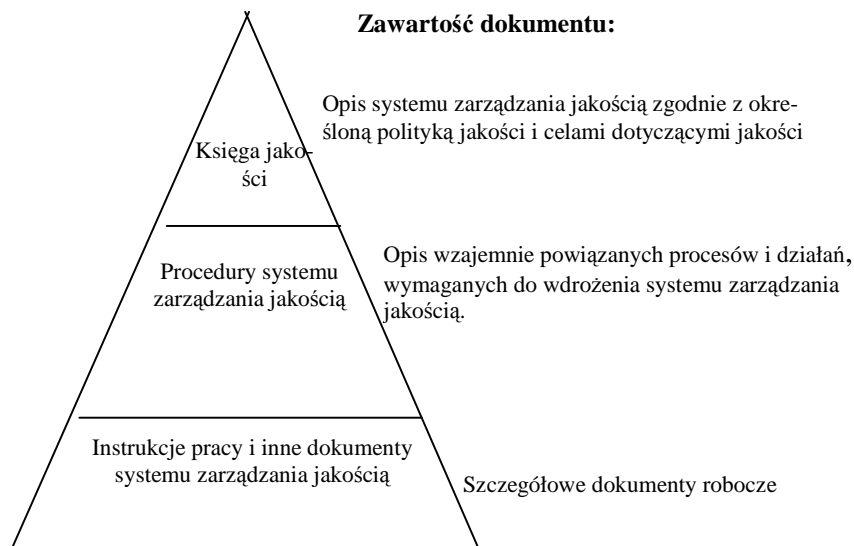 Zawartość dokumentu:
Opis systemu zarządzania jakością zgodnie z okre-
śloną polityką jakości i celami dotyczącymi jakości
Księga jako-
ści
Opis wzajemnie powiązanych procesów i działań,
wymaganych do wdrożenia systemu zarządzania
jakością.
Procedury systemu
zarządzania jakością
Instrukcje pracy i inne dokumenty
systemu zarządzania jakością
Szczegółowe dokumenty robocze